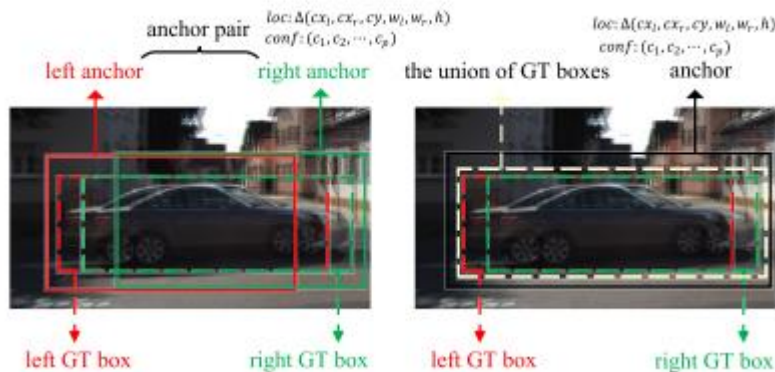 loc: Δ(cx_l, cx_r, cy, w_l, w_r, h)
anchor pair
conf: (c_1, c_2, ⋯, c_p)
left anchor
right anchor
loc: Δ(cx_l, cx_r, cy, w_l, w_r, h)
conf: (c_1, c_2, ⋯, c_p)
the union of GT boxes
anchor
left GT box
right GT box
left GT box
right GT box